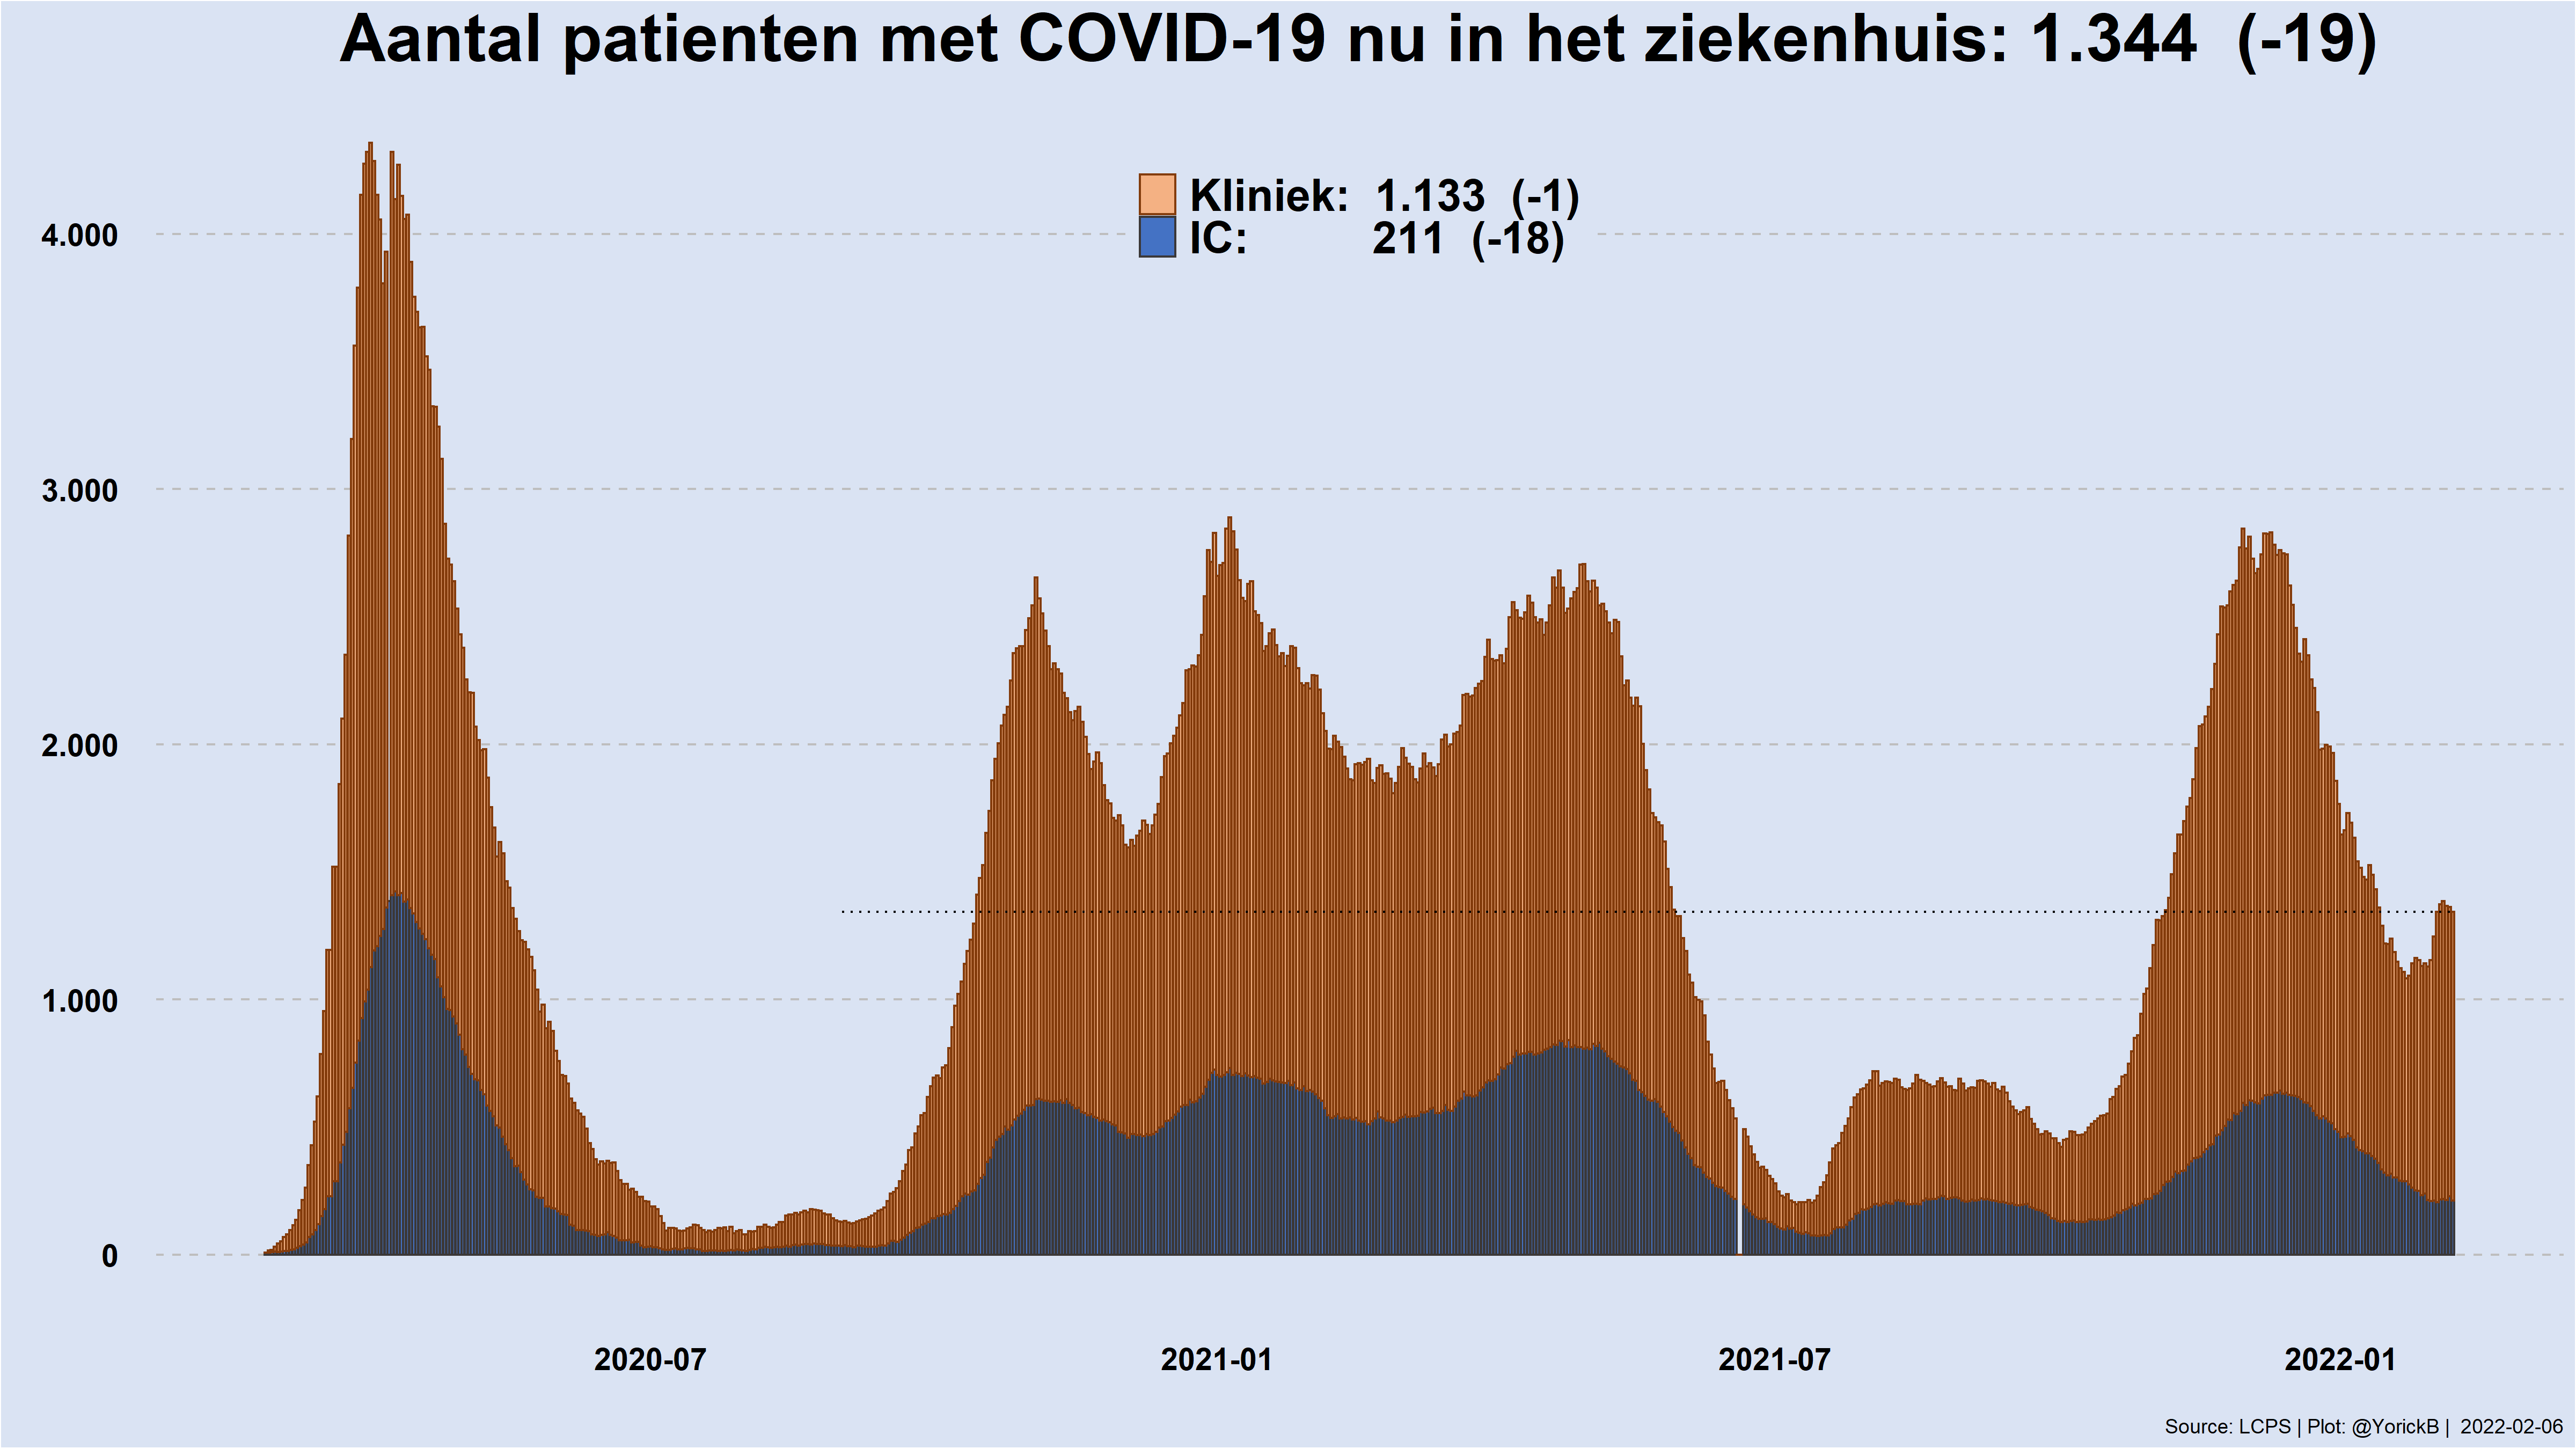 Aantal patienten met COVID-19 nu in het ziekenhuis: 1.344 (-19)
Kliniek: 1.133 (-1)
IC: 211 (-18)
4.000
3.000
2.000
1.000
0
2020-07 2021-01 2021-07 2022-01
Source: LCPS | Plot: @YorickB | 2022-02-06